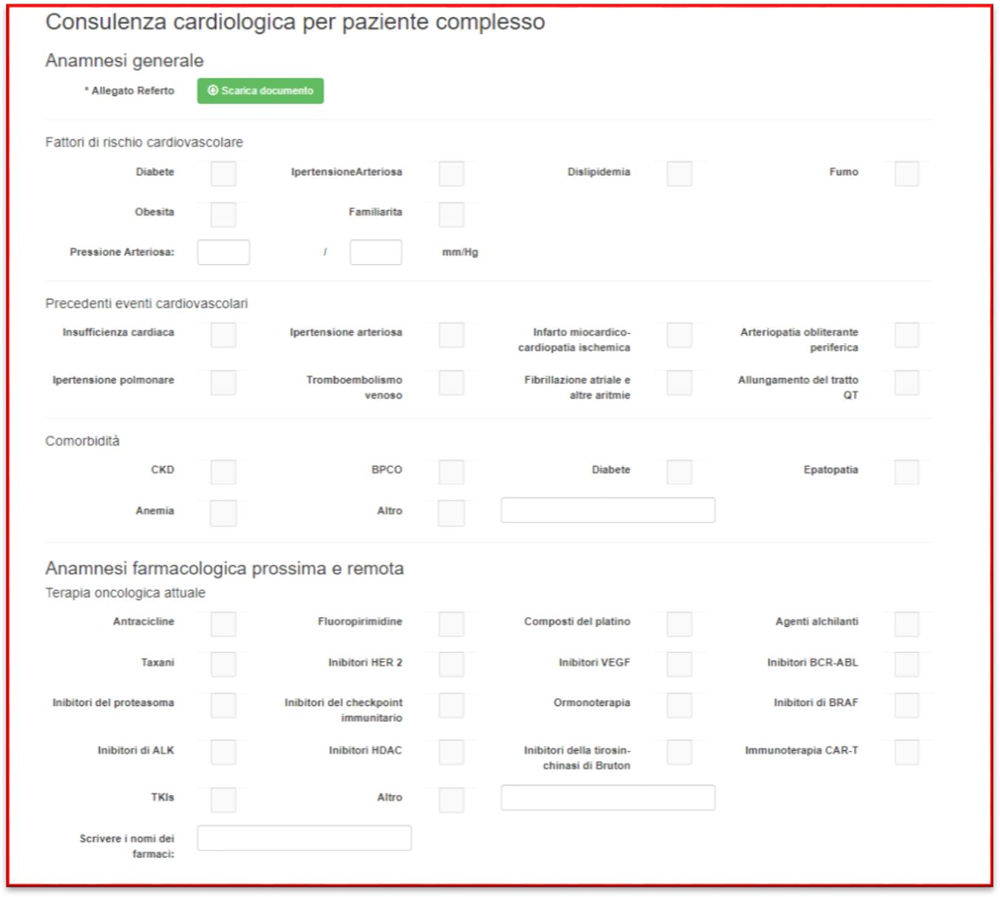 Consulenza cardiologica per paziente complesso
Anamnesi generale
* Allegato Referto Scarica documento
Fattori di rischio cardiovascolare
Diabete IpertensioneArteriosa Dislipidemia Fumo
Obesita Familiarita
Pressione Arteriosa: / mm/Hg
Precedenti eventi cardiovascolari
Insufficienza cardiaca Ipertensione arteriosa Infarto miocardico- Arteriopatia obliterante
cardiopatia ischemica periferica
Ipertensione polmonare Tromboembolismo Fibrillazione atriale e Allungamento del tratto
venoso altre aritmie QT
Comorbidità
CKD BPCO Diabete Epatopatia
Anemia Altro
Anamnesi farmacologica prossima e remota
Terapia oncologica attuale
Antracicline Fluoropirimidine Composti del platino Agenti alchilanti
Taxani Inibitori HER 2 Inibitori VEGF Inibitori BCR-ABL
Inibitori del proteasoma Inibitori del checkpoint Ormonoterapia Inibitori di BRAF
immunitario
Inibitori di ALK Inibitori HDAC Inibitori della tirosin- Immunoterapia CAR-T
chinasi di Bruton
TKIs Altro
Scrivere i nomi dei
farmaci: